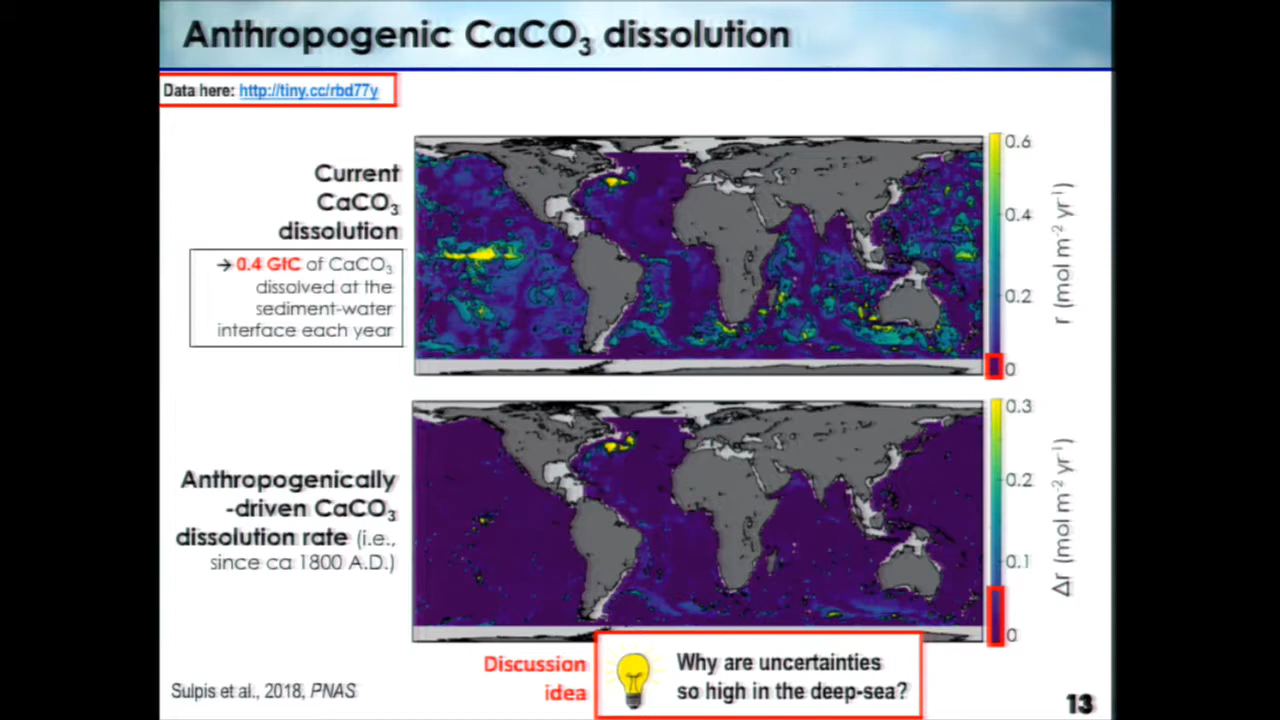 Anthropogenic CaCO₃ dissolution
Data here: http://tiny.cc/rbd77y
Current
CaCO₃
dissolution
→ 0.4 GtC of CaCO₃
dissolved at the
sediment-water
interface each year
0.6
0.4
0.2
0
r (mol m⁻² yr⁻¹)
Anthropogenically
-driven CaCO₃
dissolution rate (i.e.,
since ca 1800 A.D.)
0.3
0.2
0.1
0
Δr (mol m⁻² yr⁻¹)
Discussion
idea
Why are uncertainties
so high in the deep-sea?
Sulpis et al., 2018, PNAS
13